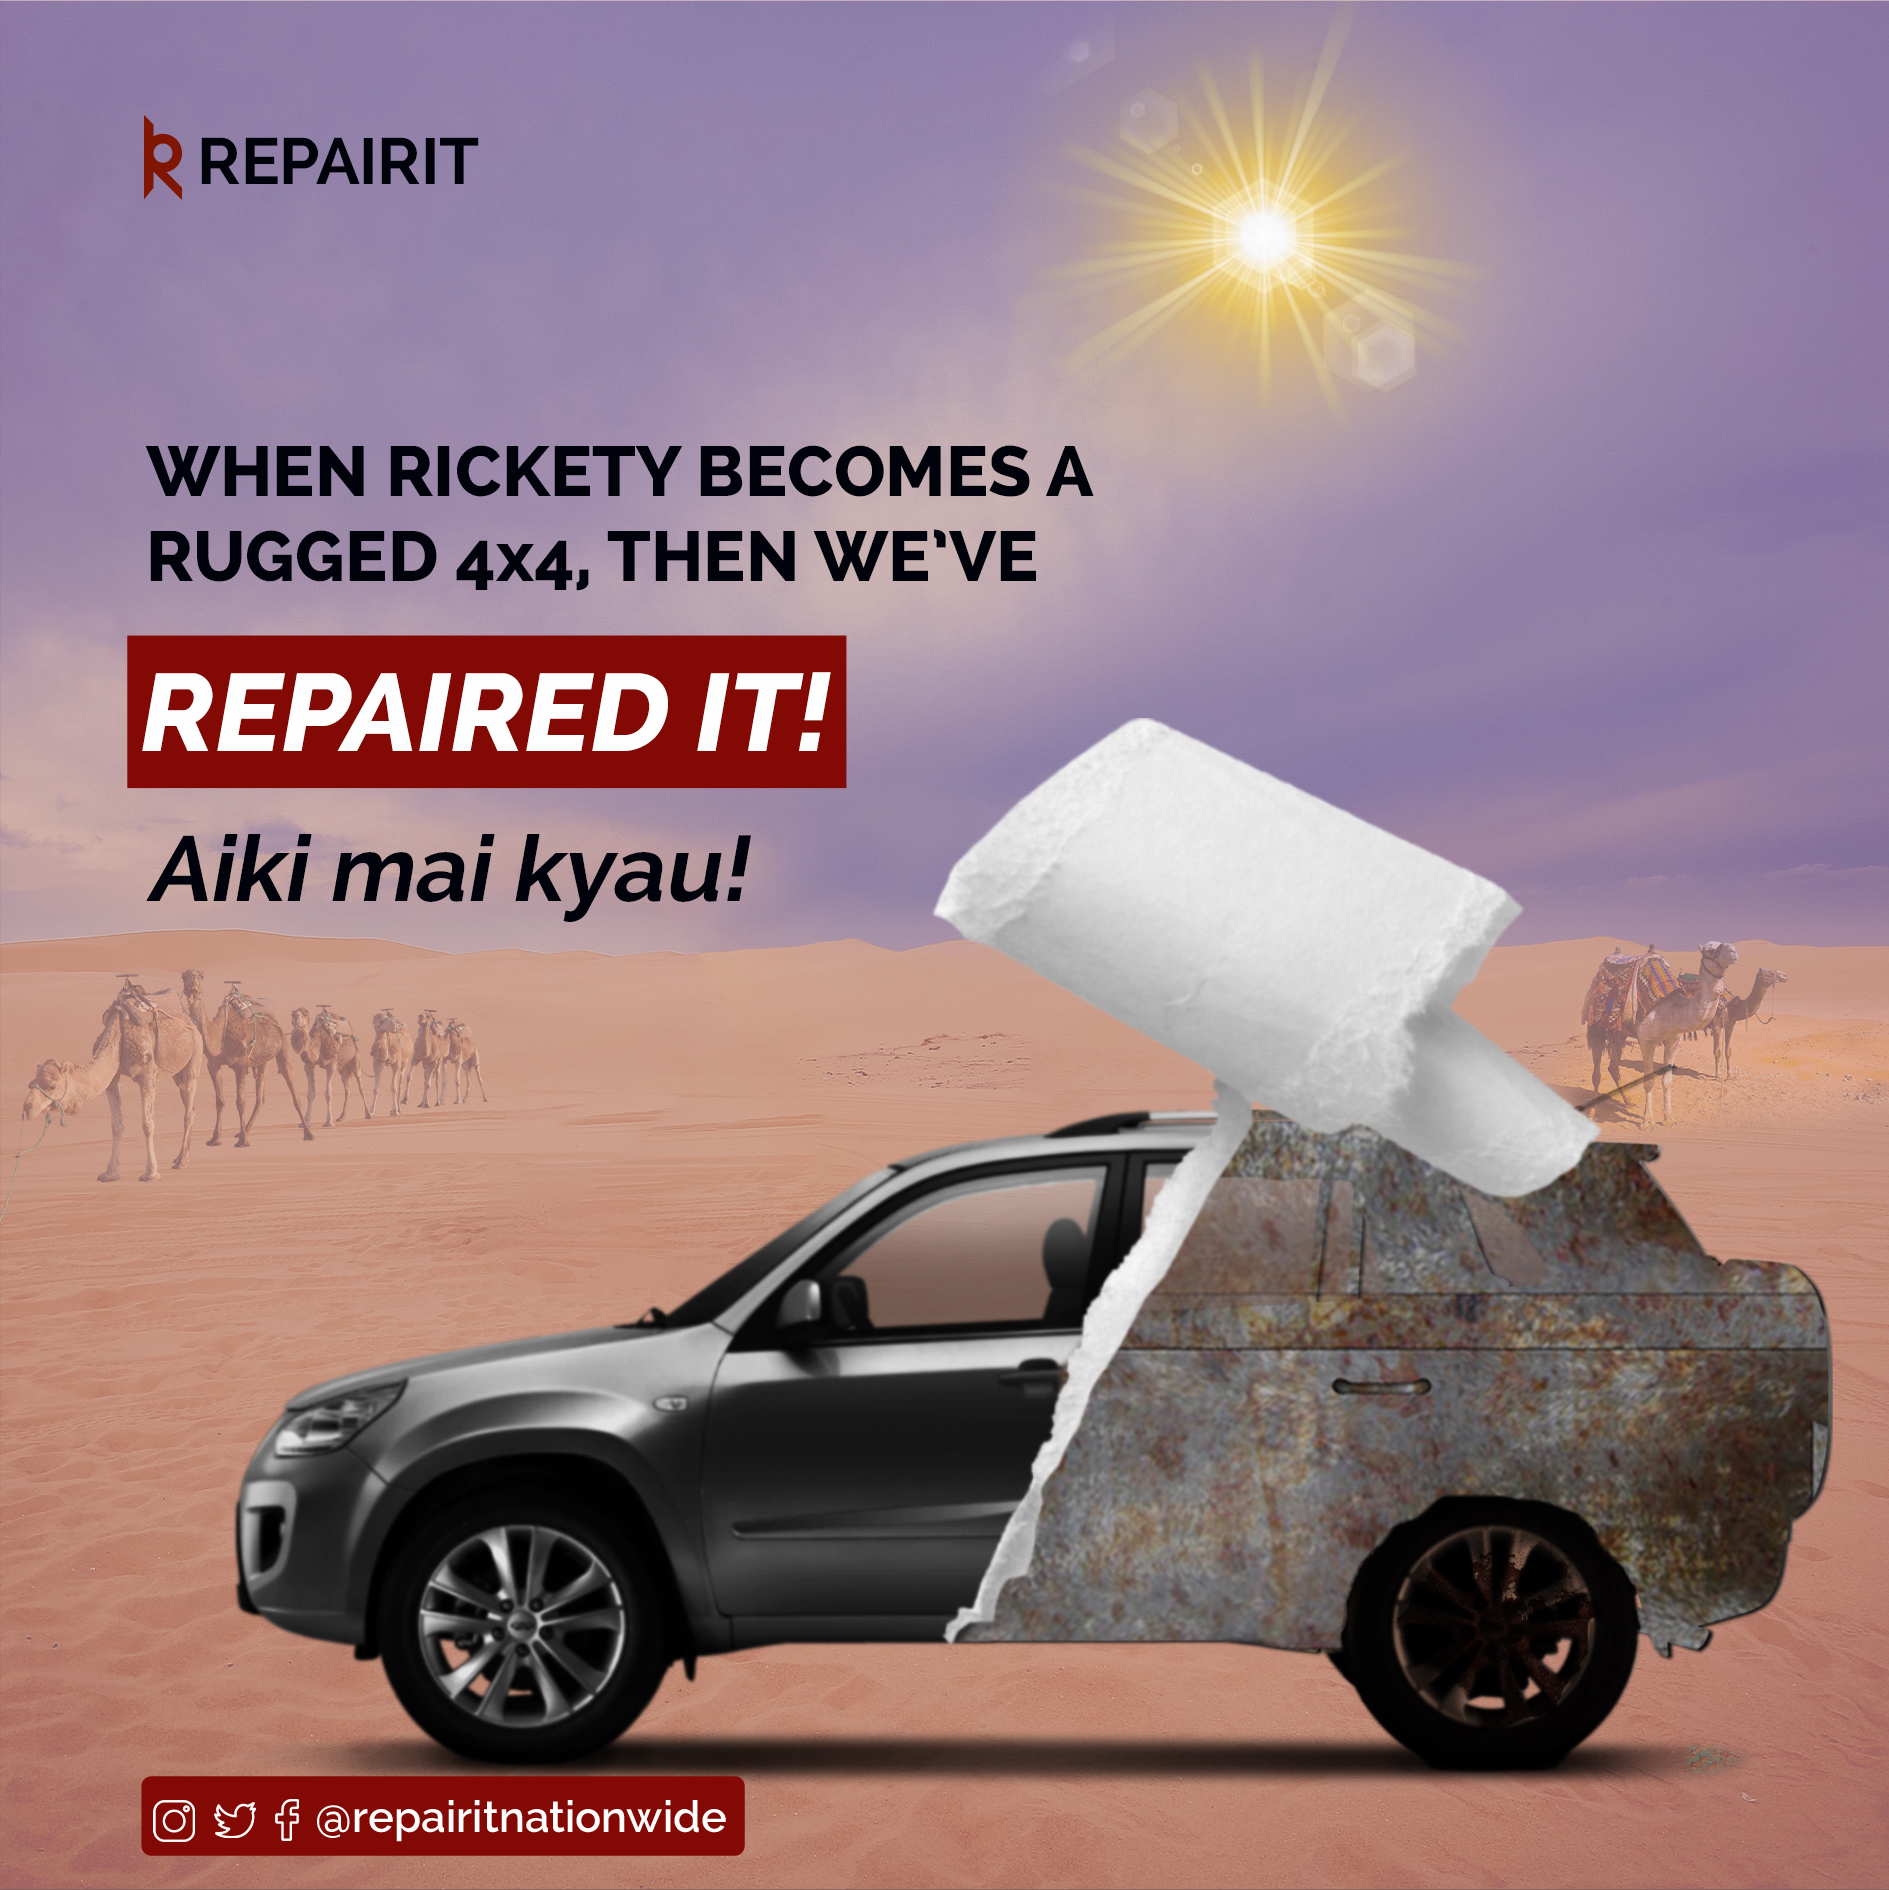 REPAIRIT
WHEN RICKETY BECOMES A
RUGGED 4x4, THEN WE'VE
REPAIRED IT!
Aiki mai kyau!
@repairitnationwide